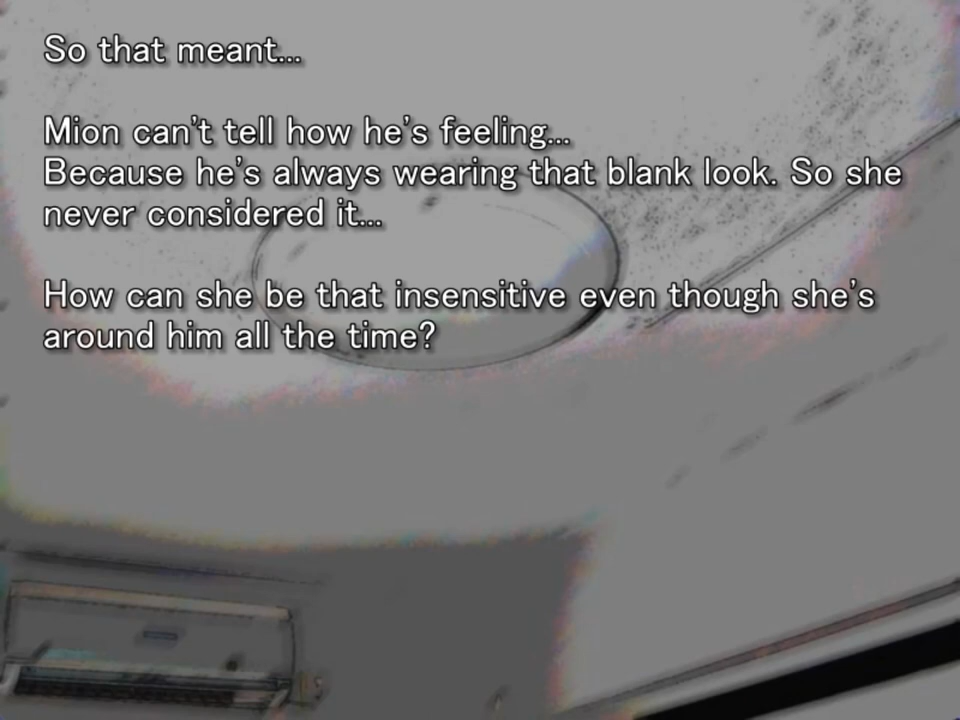 So that meant...
Mion can't tell how he's feeling...
Because he's always wearing that blank look. So she
never considered it...
How can she be that insensitive even though she's
around him all the time?